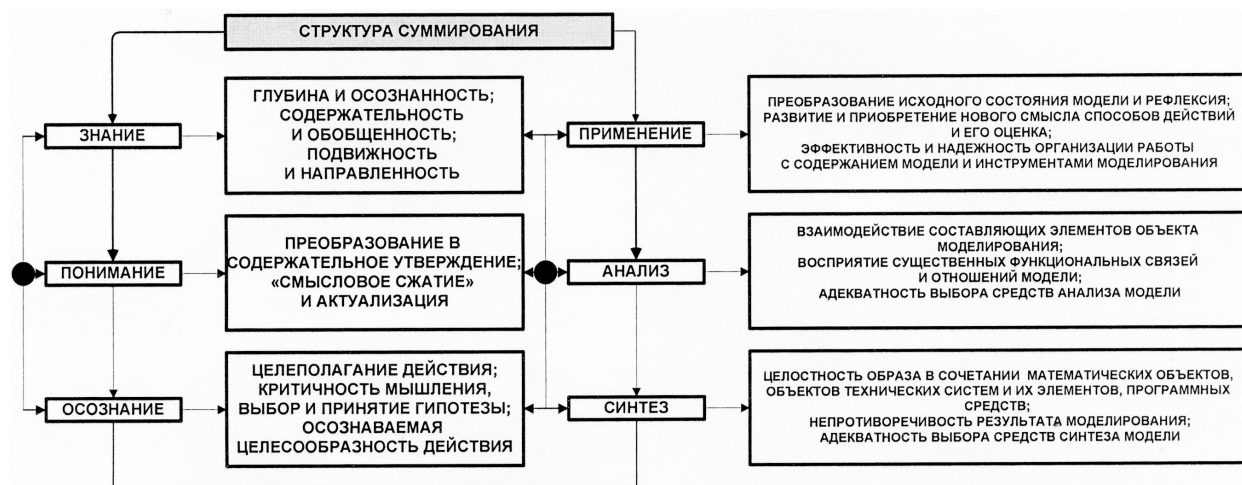 СТРУКТУРА СУММИРОВАНИЯ
ЗНАНИЕ
ГЛУБИНА И ОСОЗНАННОСТЬ;
СОДЕРЖАТЕЛЬНОСТЬ
И ОБОБЩЕННОСТЬ;
ПОДВИЖНОСТЬ
И НАПРАВЛЕННОСТЬ
ПРИМЕНЕНИЕ
ПРЕОБРАЗОВАНИЕ ИСХОДНОГО СОСТОЯНИЯ МОДЕЛИ И РЕФЛЕКСИЯ;
РАЗВИТИЕ И ПРИОБРЕТЕНИЕ НОВОГО СМЫСЛА СПОСОБОВ ДЕЙСТВИЙ
И ЕГО ОЦЕНКА;
ЭФФЕКТИВНОСТЬ И НАДЕЖНОСТЬ ОРГАНИЗАЦИИ РАБОТЫ
С СОДЕРЖАНИЕМ МОДЕЛИ И ИНСТРУМЕНТАМИ МОДЕЛИРОВАНИЯ
ПОНИМАНИЕ
ПРЕОБРАЗОВАНИЕ В
СОДЕРЖАТЕЛЬНОЕ УТВЕРЖДЕНИЕ;
«СМЫСЛОВОЕ СЖАТИЕ»
И АКТУАЛИЗАЦИЯ
АНАЛИЗ
ВЗАИМОДЕЙСТВИЕ СОСТАВЛЯЮЩИХ ЭЛЕМЕНТОВ ОБЪЕКТА
МОДЕЛИРОВАНИЯ;
ВОСПРИЯТИЕ СУЩЕСТВЕННЫХ ФУНКЦИОНАЛЬНЫХ СВЯЗЕЙ
И ОТНОШЕНИЙ МОДЕЛИ;
АДЕКВАТНОСТЬ ВЫБОРА СРЕДСТВ АНАЛИЗА МОДЕЛИ
ОСОЗНАНИЕ
ЦЕЛЕПОЛАГАНИЕ ДЕЙСТВИЯ;
КРИТИЧНОСТЬ МЫШЛЕНИЯ,
ВЫБОР И ПРИНЯТИЕ ГИПОТЕЗЫ;
ОСОЗНАВАЕМАЯ
ЦЕЛЕСООБРАЗНОСТЬ ДЕЙСТВИЯ
СИНТЕЗ
ЦЕЛОСТНОСТЬ ОБРАЗА В СОЧЕТАНИИ МАТЕМАТИЧЕСКИХ ОБЪЕКТОВ,
ОБЪЕКТОВ ТЕХНИЧЕСКИХ СИСТЕМ И ИХ ЭЛЕМЕНТОВ, ПРОГРАММНЫХ
СРЕДСТВ;
НЕПРОТИВОРЕЧИВОСТЬ РЕЗУЛЬТАТА МОДЕЛИРОВАНИЯ;
АДЕКВАТНОСТЬ ВЫБОРА СРЕДСТВ СИНТЕЗА МОДЕЛИ